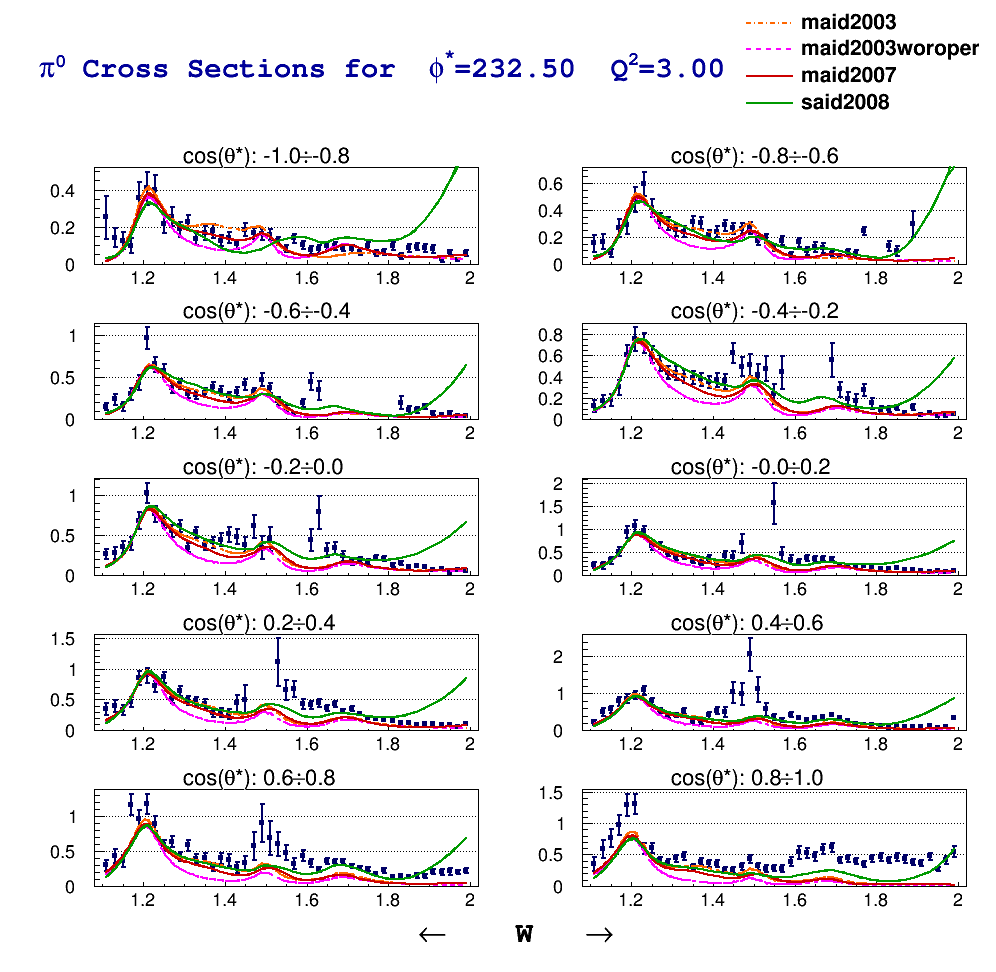 maid2003
maid2003woroper
maid2007
said2008
π⁰ Cross Sections for ϕ*=232.50 Q²=3.00
cos(θ*): -1.0÷-0.8
0.4
0.2
0
1.2 1.4 1.6 1.8 2
cos(θ*): -0.8÷-0.6
0.6
0.4
0.2
0
1.2 1.4 1.6 1.8 2
cos(θ*): -0.6÷-0.4
1
0.5
0
1.2 1.4 1.6 1.8 2
cos(θ*): -0.4÷-0.2
0.8
0.6
0.4
0.2
0
1.2 1.4 1.6 1.8 2
cos(θ*): -0.2÷0.0
1
0.5
0
1.2 1.4 1.6 1.8 2
cos(θ*): -0.0÷0.2
2
1.5
1
0.5
0
1.2 1.4 1.6 1.8 2
cos(θ*): 0.2÷0.4
1.5
1
0.5
0
1.2 1.4 1.6 1.8 2
cos(θ*): 0.4÷0.6
2
1
0
1.2 1.4 1.6 1.8 2
cos(θ*): 0.6÷0.8
1
0.5
0
1.2 1.4 1.6 1.8 2
cos(θ*): 0.8÷1.0
1.5
1
0.5
0
1.2 1.4 1.6 1.8 2
← W →